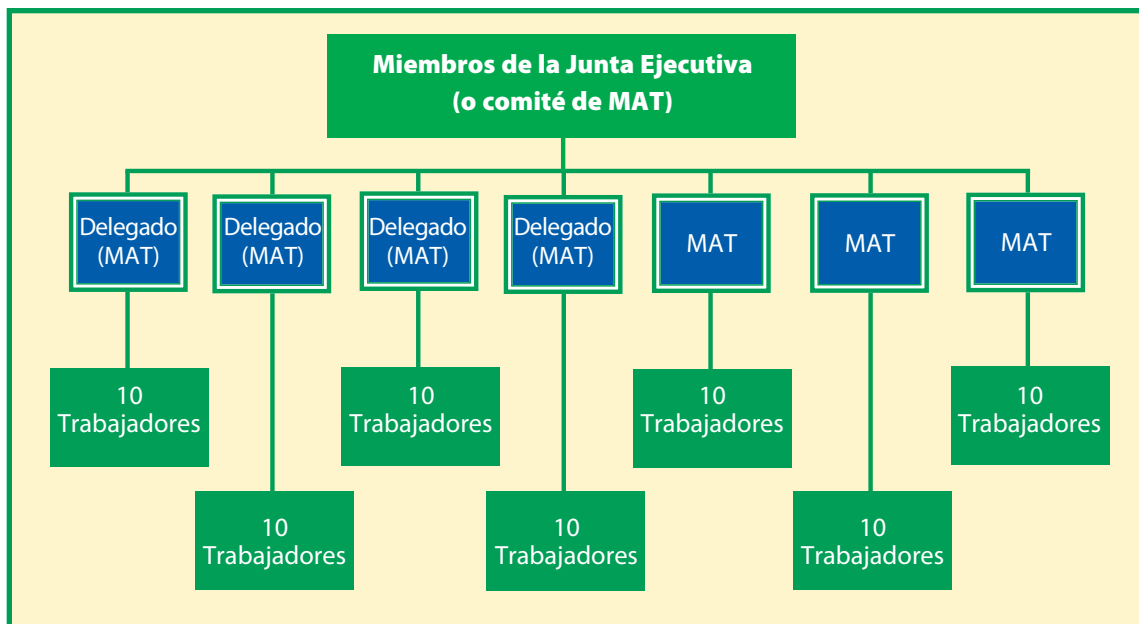 Miembros de la Junta Ejecutiva
(o comité de MAT)
Delegado
(MAT)
Delegado
(MAT)
Delegado
(MAT)
Delegado
(MAT)
MAT
MAT
MAT
10
Trabajadores
10
Trabajadores
10
Trabajadores
10
Trabajadores
10
Trabajadores
10
Trabajadores
10
Trabajadores